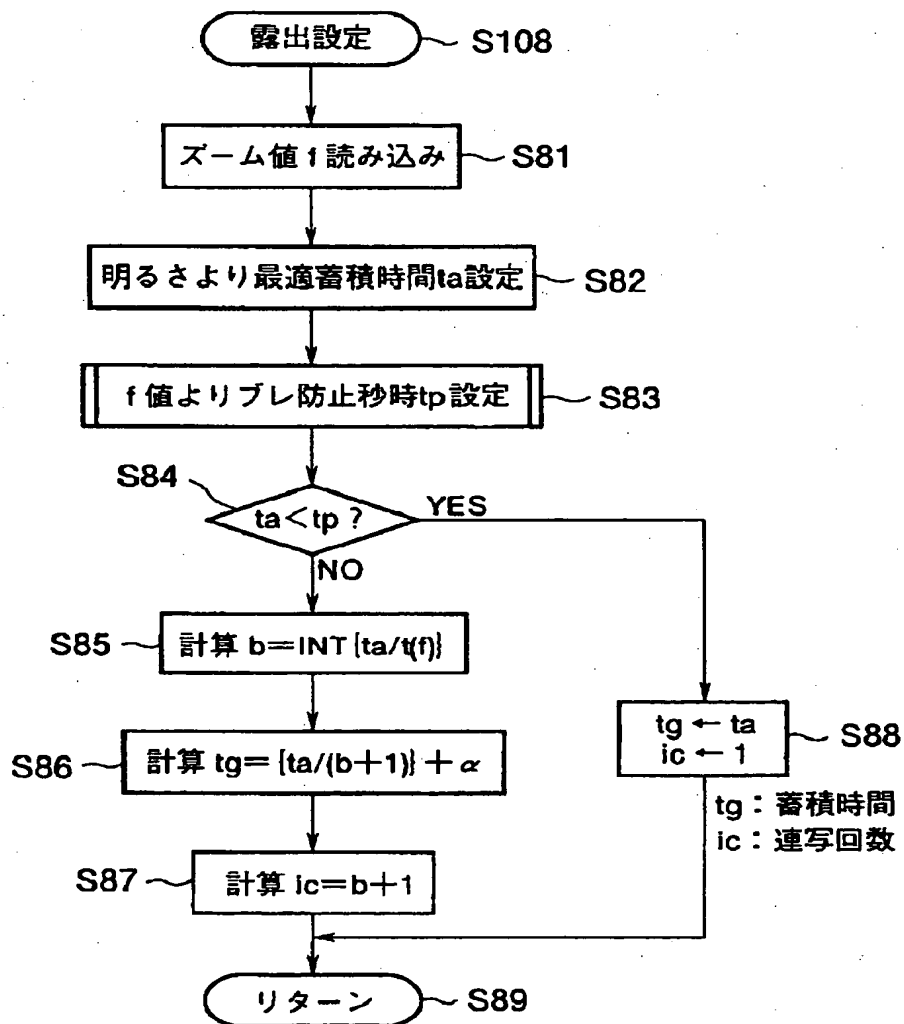 露出設定 S108
ズーム値 f 読み込み S81
明るさより最適蓄積時間ta設定 S82
f 値よりブレ防止秒時tp設定 S83
S84
ta<tp ?
YES
NO
S85 計算 b=INT{ta/t(f)}
tg ← ta
ic ← 1
S88
S86 計算 tg={ta/(b+1)}+α
tg：蓄積時間
ic：連写回数
S87 計算 ic=b+1
リターン S89